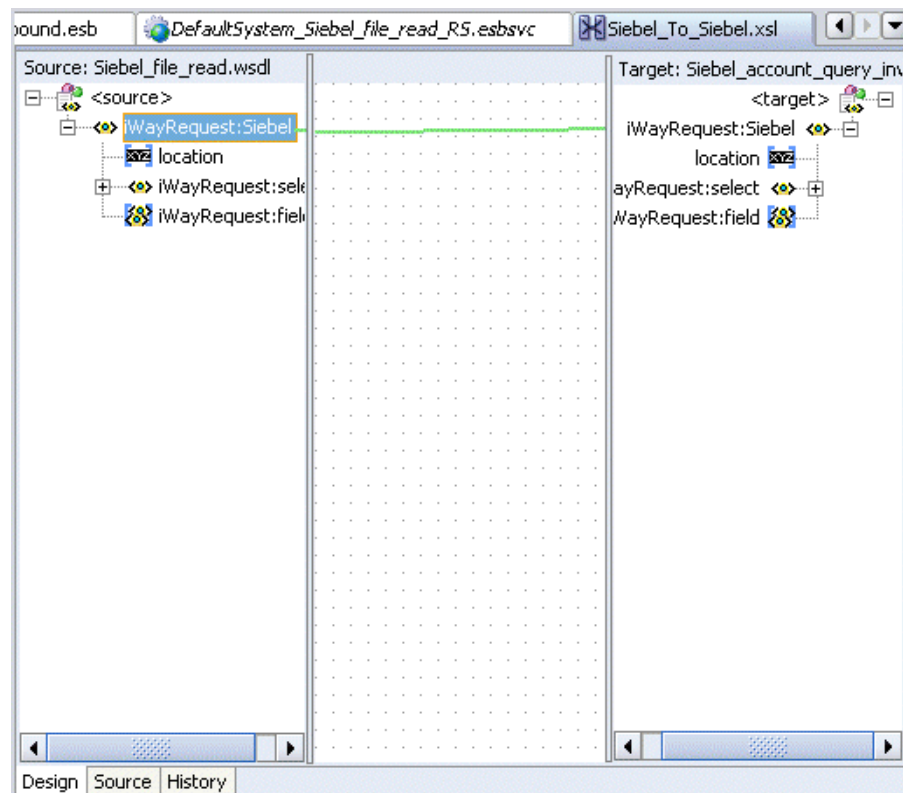 ound.esb DefaultSystem_Siebel_file_read_RS.esbsvc Siebel_To_Siebel.xsl
Source: Siebel_file_read.wsdl
<source>
iWayRequest:Siebel
location
iWayRequest:sele
iWayRequest:fiel
Target: Siebel_account_query_inv
<target>
iWayRequest:Siebel
location
ayRequest:select
WayRequest:field
Design Source History